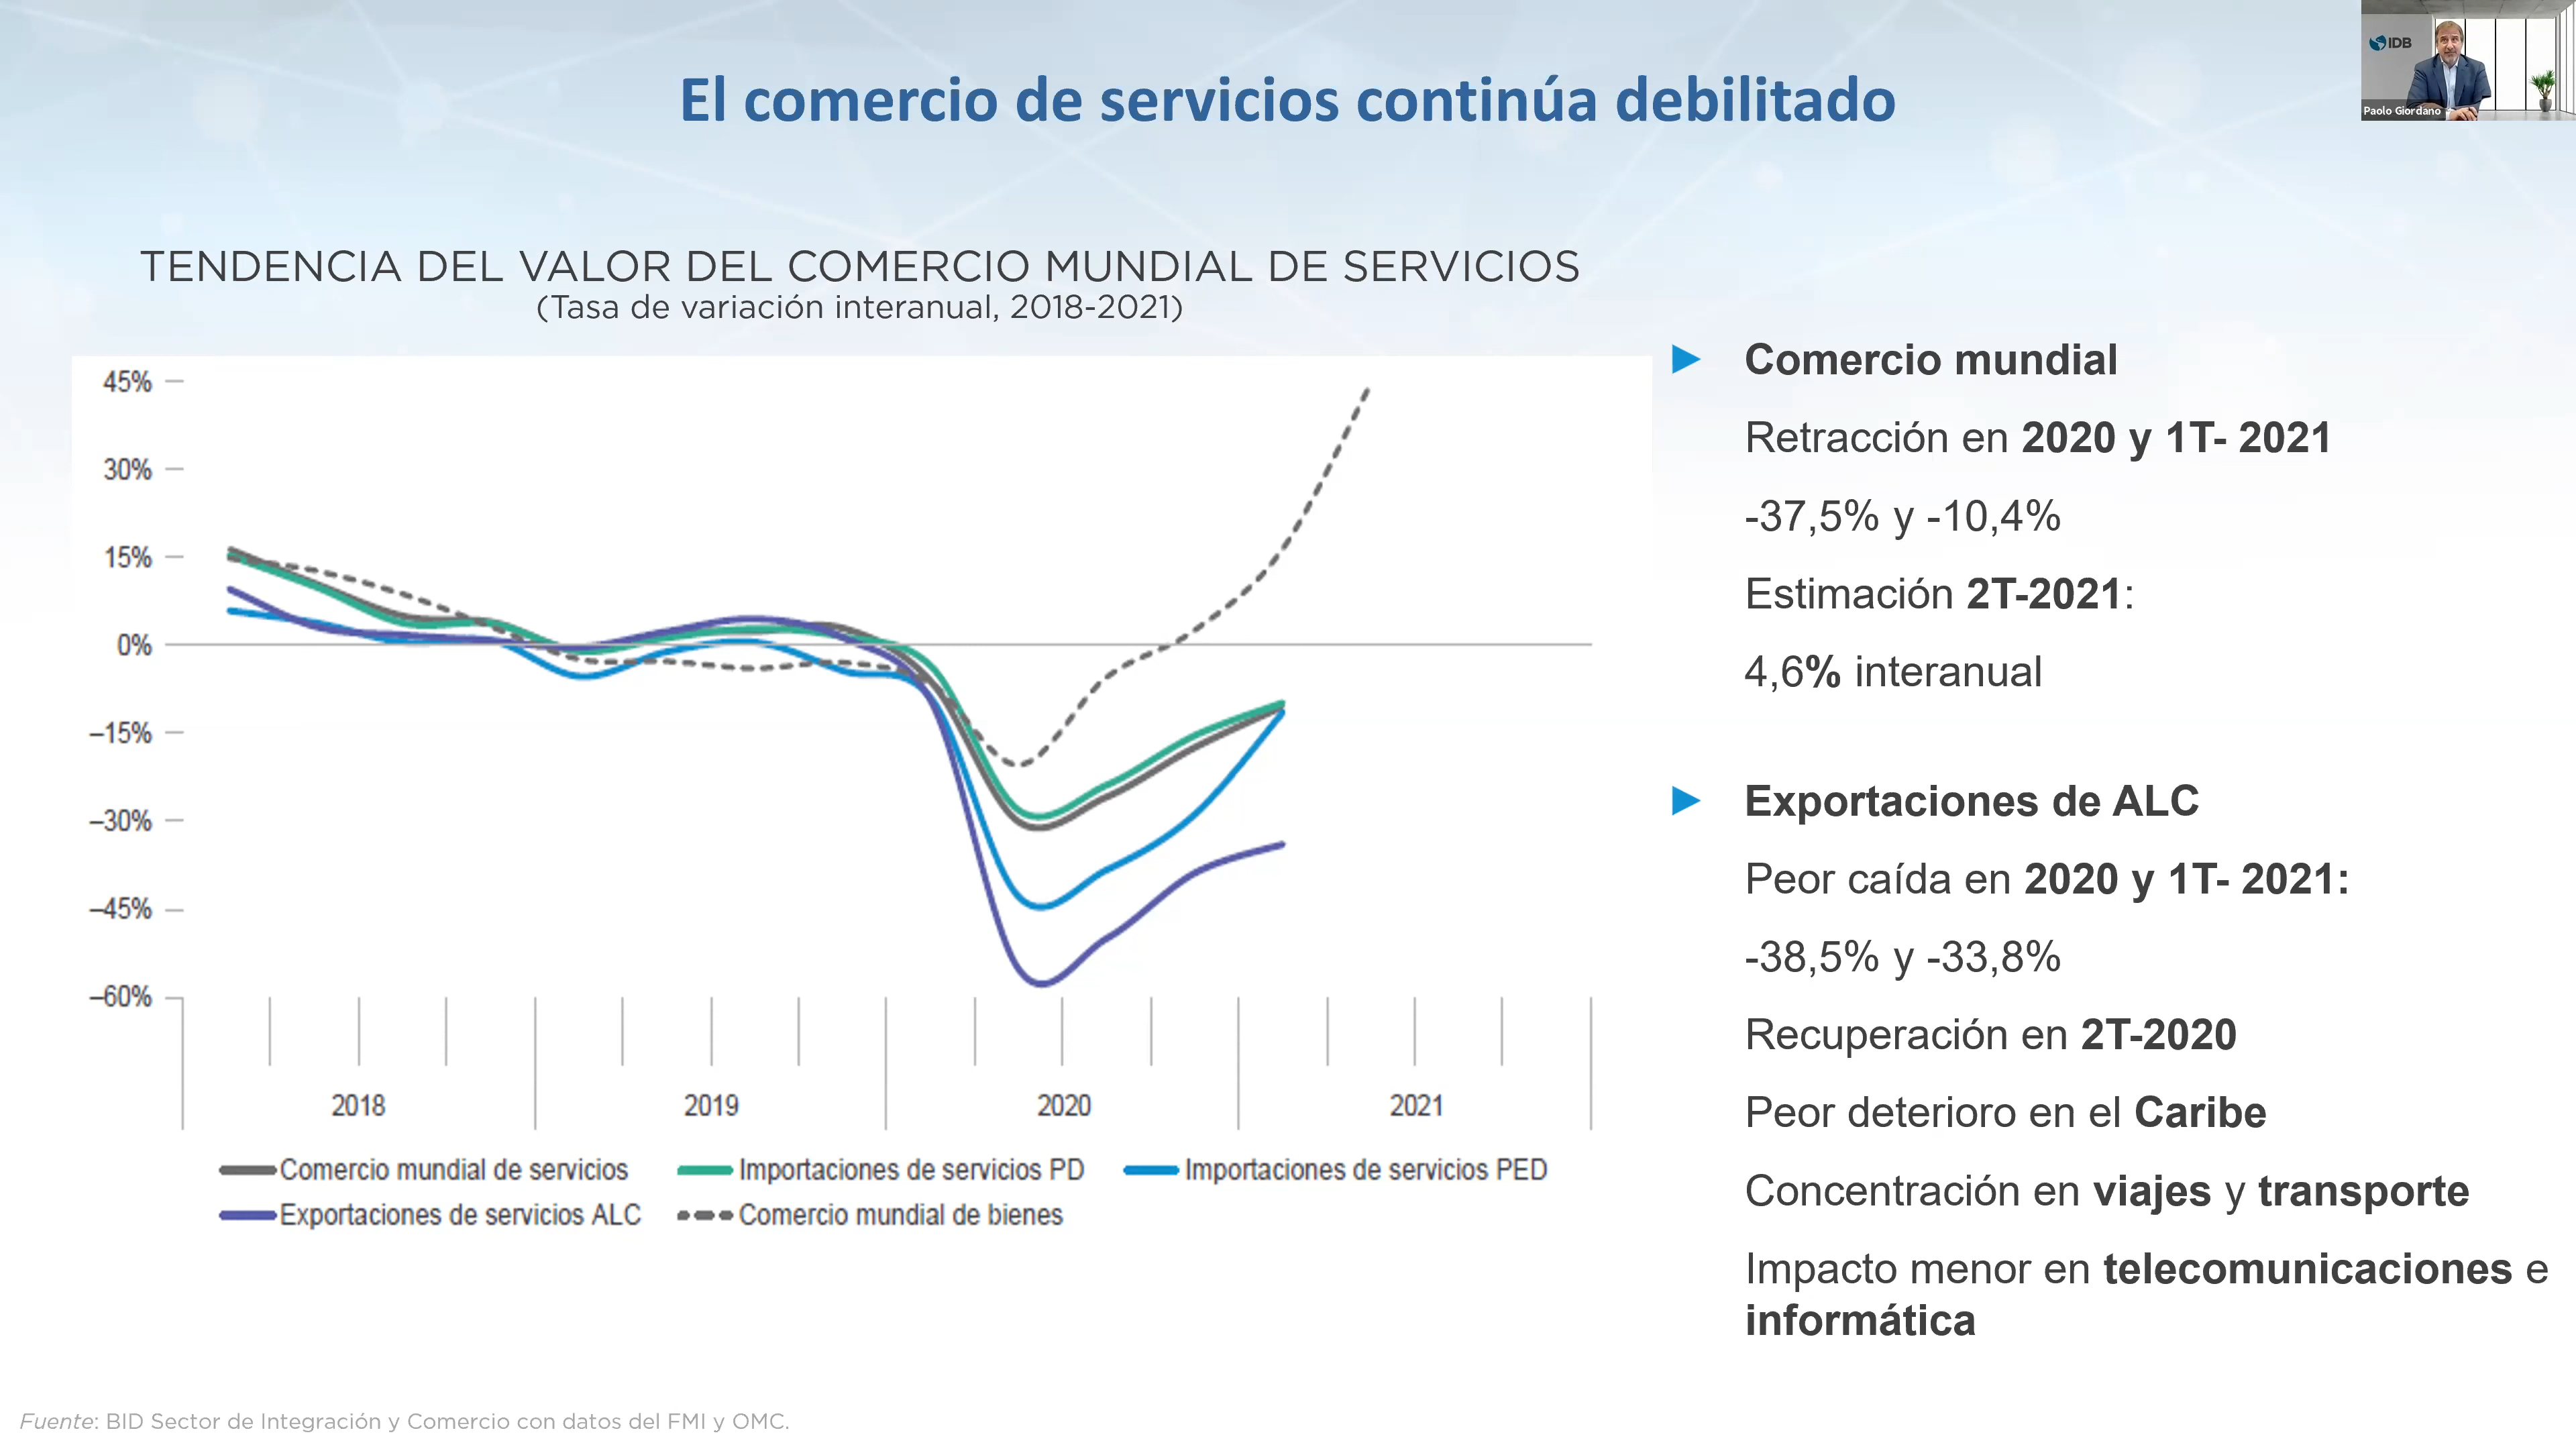 IDB
Paolo Giordano
El comercio de servicios continúa debilitado
TENDENCIA DEL VALOR DEL COMERCIO MUNDIAL DE SERVICIOS
(Tasa de variación interanual, 2018-2021)
45%
30%
15%
0%
–15%
–30%
–45%
–60%
2018 2019 2020 2021
Comercio mundial de servicios Importaciones de servicios PD Importaciones de servicios PED
Exportaciones de servicios ALC Comercio mundial de bienes
Comercio mundial
Retracción en 2020 y 1T- 2021
-37,5% y -10,4%
Estimación 2T-2021:
4,6% interanual
Exportaciones de ALC
Peor caída en 2020 y 1T- 2021:
-38,5% y -33,8%
Recuperación en 2T-2020
Peor deterioro en el Caribe
Concentración en viajes y transporte
Impacto menor en telecomunicaciones e
informática
Fuente: BID Sector de Integración y Comercio con datos del FMI y OMC.